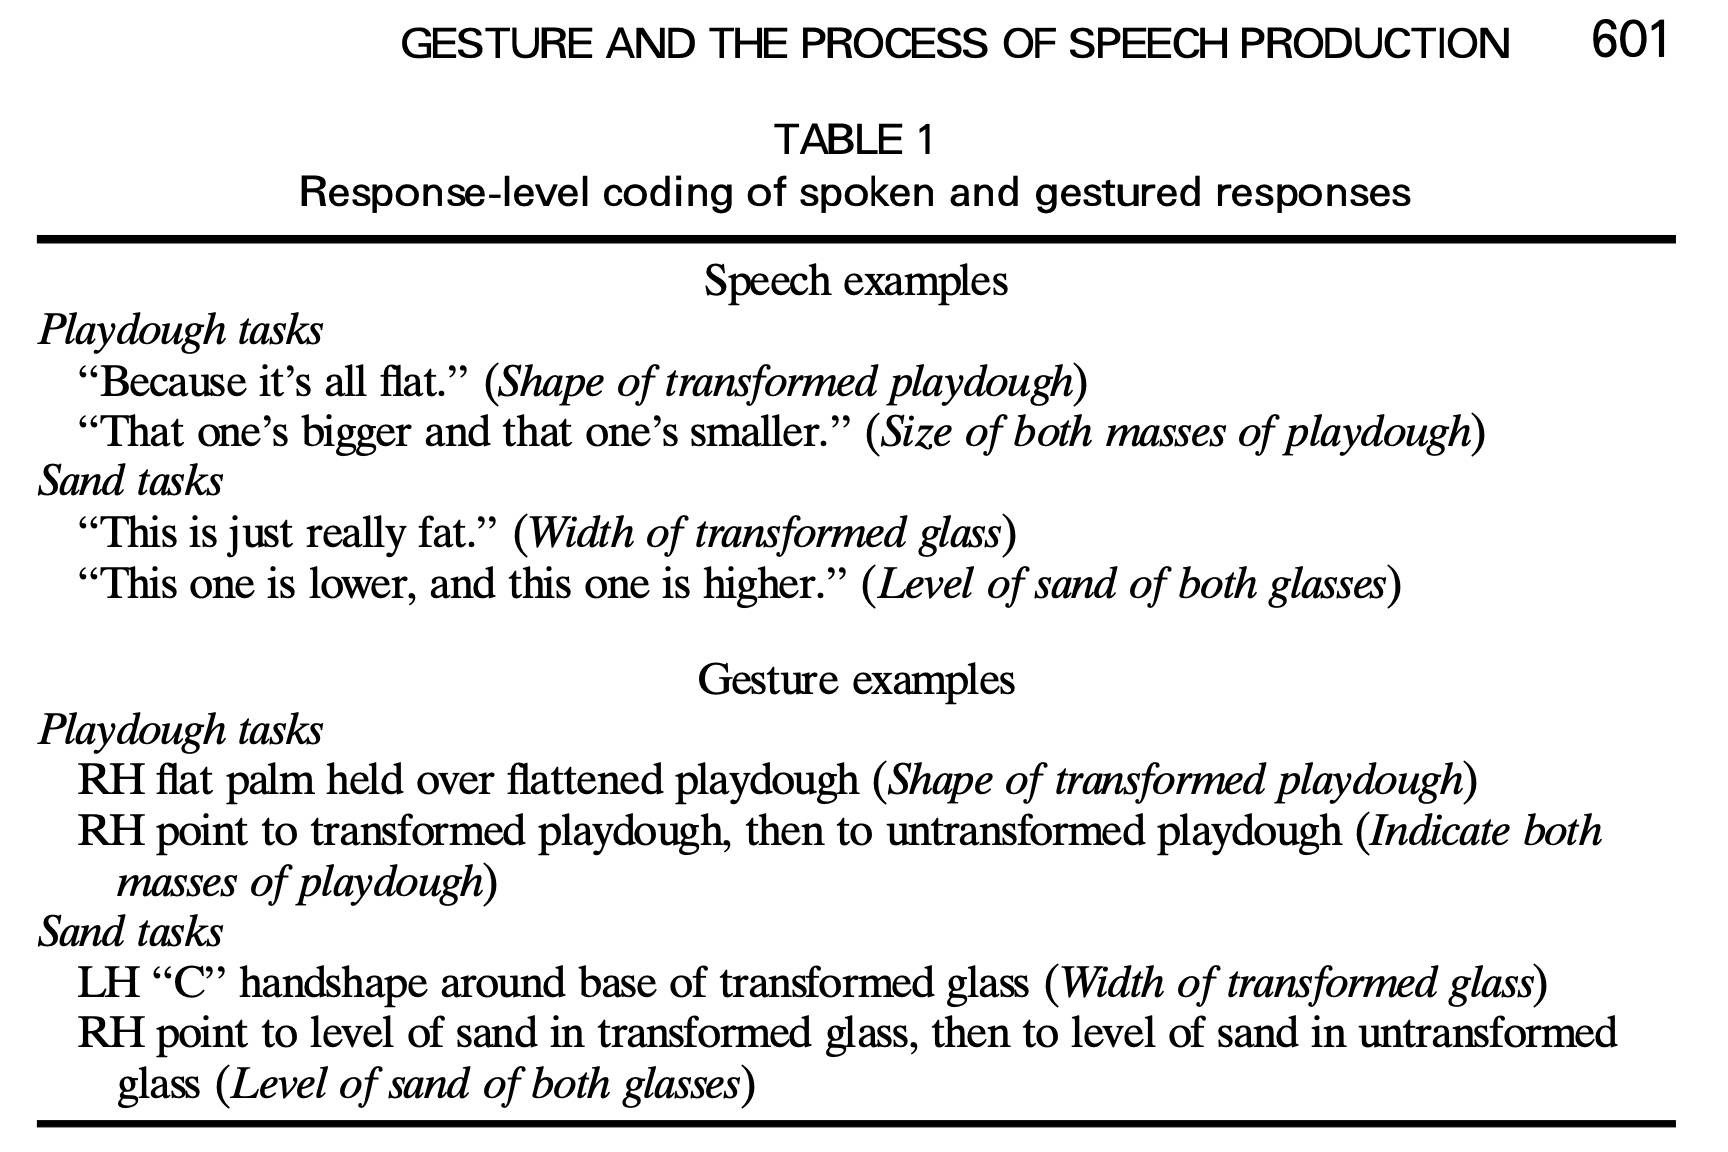 GESTURE AND THE PROCESS OF SPEECH PRODUCTION 601
TABLE 1
Response-level coding of spoken and gestured responses
Speech examples
Playdough tasks
“Because it’s all flat.” (Shape of transformed playdough)
“That one’s bigger and that one’s smaller.” (Size of both masses of playdough)
Sand tasks
“This is just really fat.” (Width of transformed glass)
“This one is lower, and this one is higher.” (Level of sand of both glasses)
Gesture examples
Playdough tasks
RH flat palm held over flattened playdough (Shape of transformed playdough)
RH point to transformed playdough, then to untransformed playdough (Indicate both
masses of playdough)
Sand tasks
LH “C” handshape around base of transformed glass (Width of transformed glass)
RH point to level of sand in transformed glass, then to level of sand in untransformed
glass (Level of sand of both glasses)